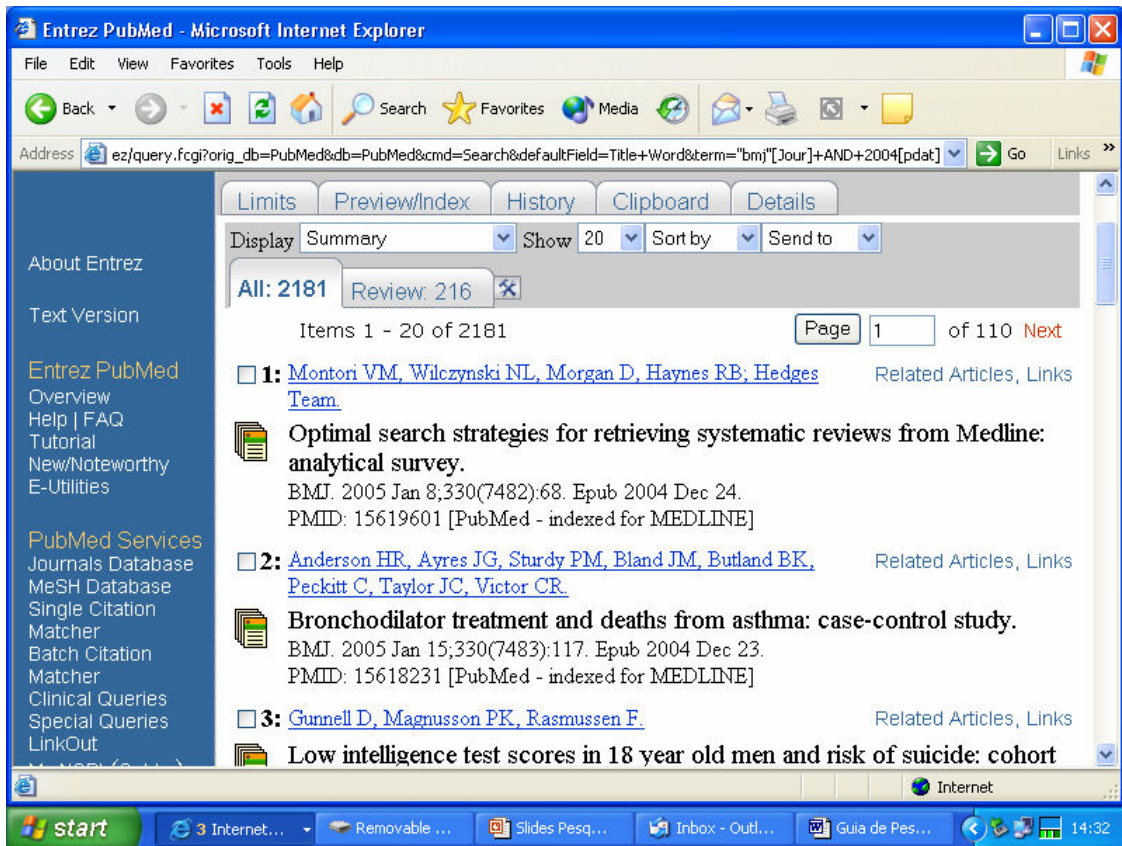 Entrez PubMed - Microsoft Internet Explorer
File Edit View Favorites Tools Help
Back Search Favorites Media
Address ez/query.fcgi?orig_db=PubMed&db=PubMed&cmd=Search&defaultField=Title+Word&term="bmj"[Jour]+AND+2004[pdat] Go Links »
Limits Preview/Index History Clipboard Details
Display Summary Show 20 Sort by Send to
All: 2181 Review: 216
Items 1 - 20 of 2181 Page 1 of 110 Next
About Entrez
Text Version
Entrez PubMed
Overview
Help | FAQ
Tutorial
New/Noteworthy
E-Utilities
PubMed Services
Journals Database
MeSH Database
Single Citation
Matcher
Batch Citation
Matcher
Clinical Queries
Special Queries
LinkOut
1: Montori VM, Wilczynski NL, Morgan D, Haynes RB; Hedges Related Articles, Links
Team.
Optimal search strategies for retrieving systematic reviews from Medline:
analytical survey.
BMJ. 2005 Jan 8;330(7482):68. Epub 2004 Dec 24.
PMID: 15619601 [PubMed - indexed for MEDLINE]
2: Anderson HR, Ayres JG, Sturdy PM, Bland JM, Butland BK, Related Articles, Links
Peckitt C, Taylor JC, Victor CR.
Bronchodilator treatment and deaths from asthma: case-control study.
BMJ. 2005 Jan 15;330(7483):117. Epub 2004 Dec 23.
PMID: 15618231 [PubMed - indexed for MEDLINE]
3: Gunnell D, Magnusson PK, Rasmussen F. Related Articles, Links
Low intelligence test scores in 18 year old men and risk of suicide: cohort
Internet
start 3 Internet... Removable ... Slides Pesq... Inbox - Outl... Guia de Pes... 14:32